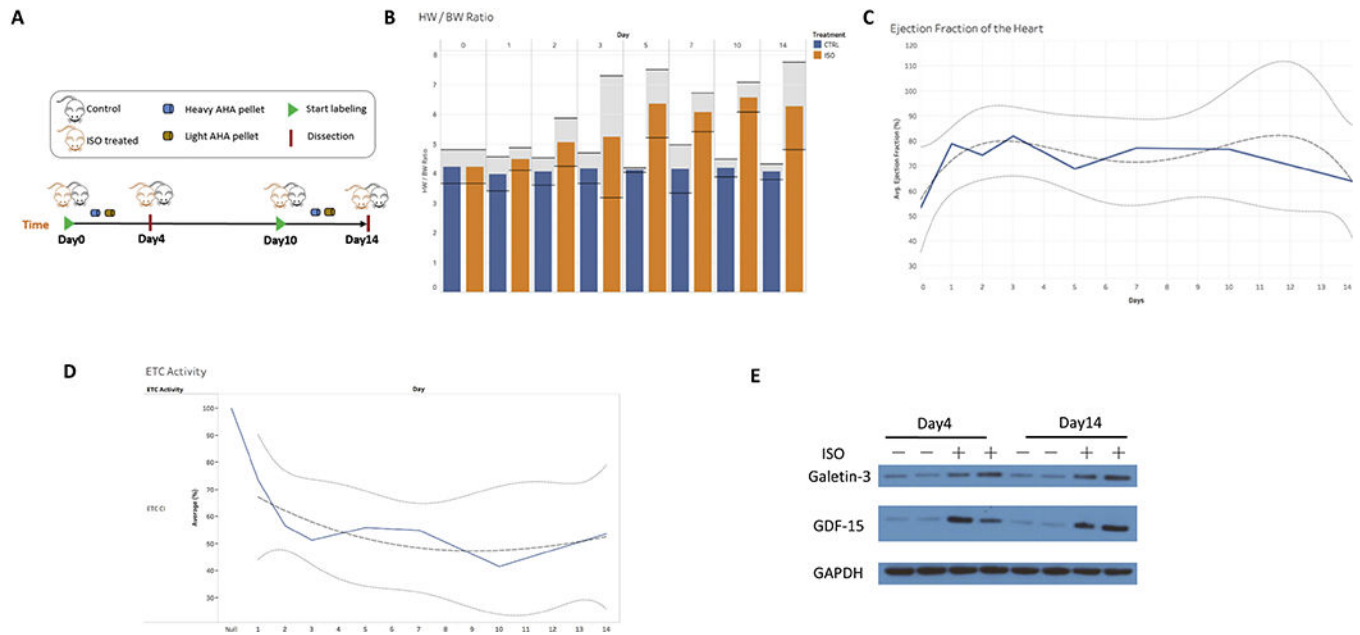 A
Control
Heavy AHA pellet
Start labeling
ISO treated
Light AHA pellet
Dissection
Time
Day0
Day4
Day10
Day14
B
HW / BW Ratio
Day
0 1 2 3 5 7 10 14
Treatment
CTRL
ISO
HW/BW Ratio
8
7
6
5
4
3
2
1
0
C
Ejection Fraction of the Heart
Avg. Ejection Fraction (%)
120
110
100
90
80
70
60
50
40
30
0 1 2 3 4 5 6 7 8 9 10 11 12 13 14
Days
D
ETC Activity
ETC Activity
Day
ETC CI
Average (%)
100
90
80
70
60
50
40
30
Null 1 2 3 4 5 6 7 8 9 10 11 12 13 14
E
Day4 Day14
ISO − − + + − − + +
Galetin-3
GDF-15
GAPDH